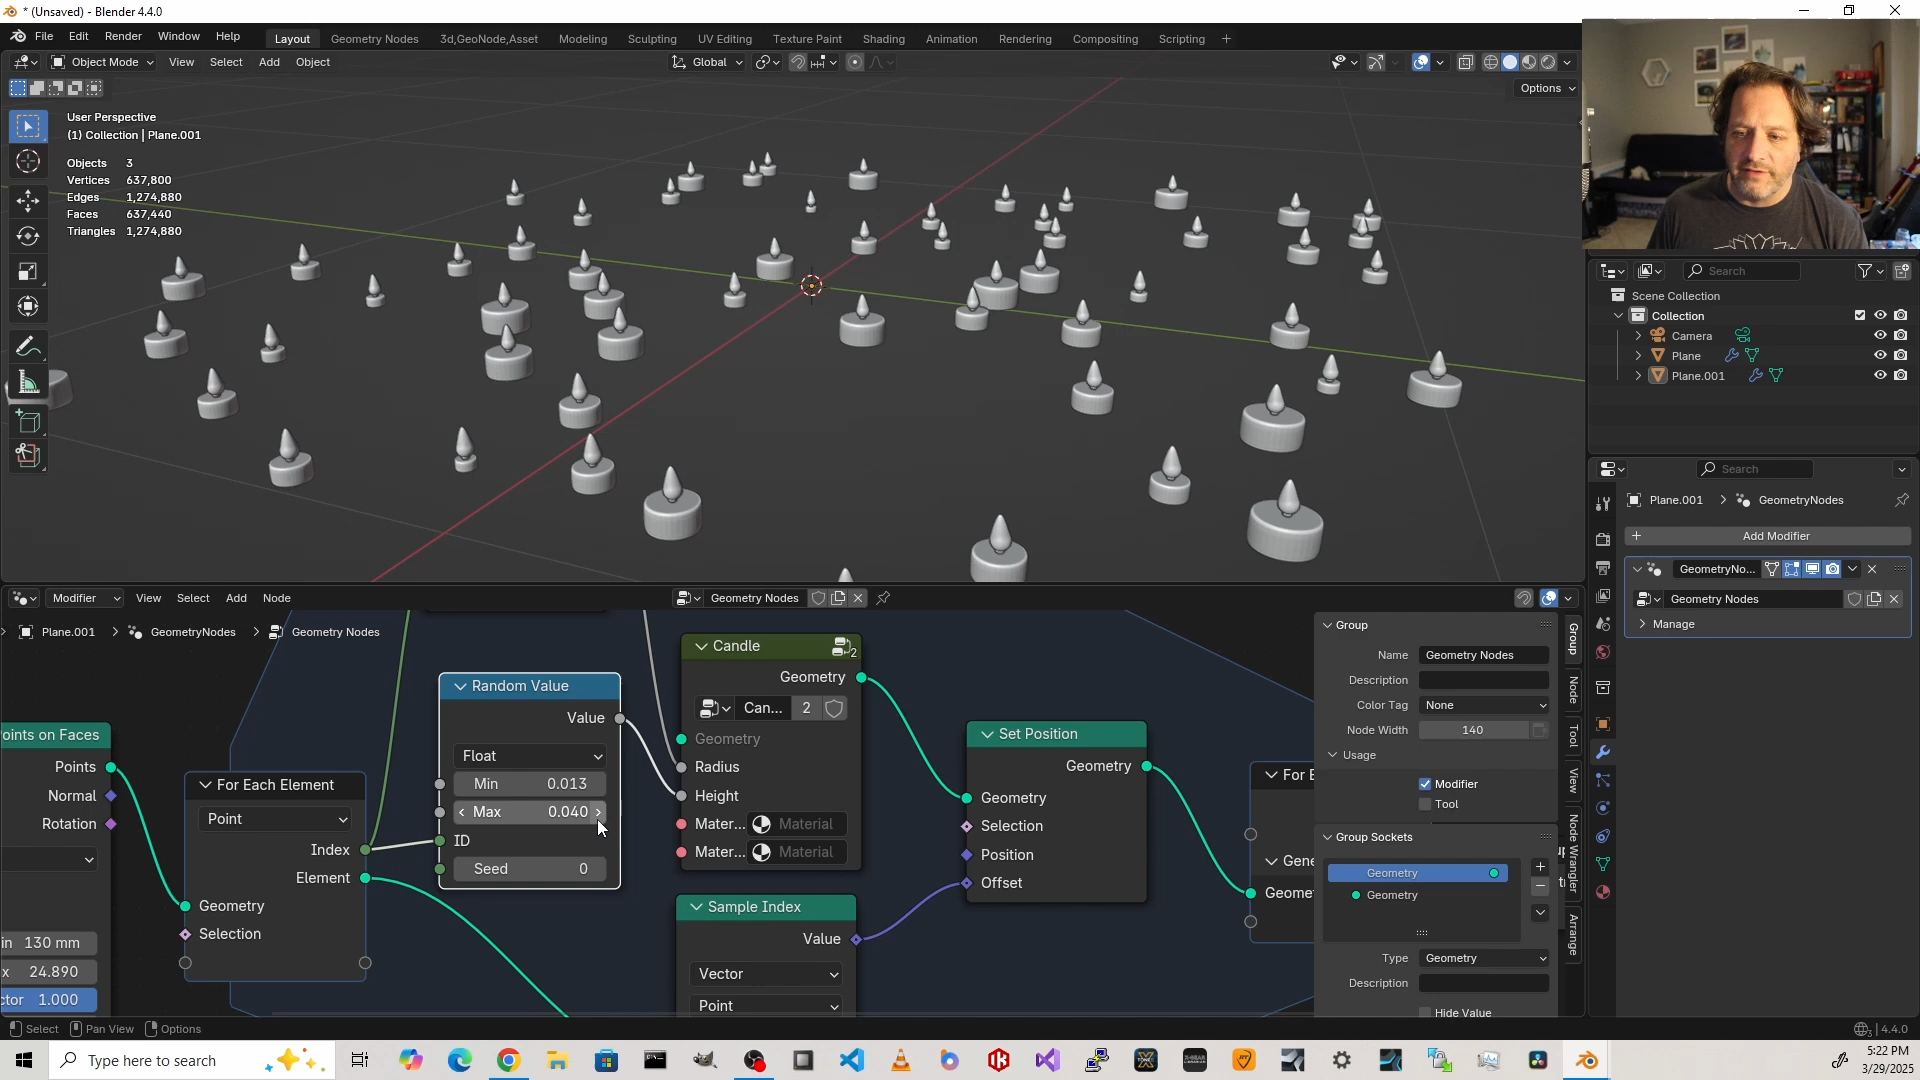 * (Unsaved) - Blender 4.4.0
File Edit Render Window Help Layout Geometry Nodes 3d,GeoNode,Asset Modeling Sculpting UV Editing Texture Paint Shading Animation Rendering Compositing Scripting +
Object Mode View Select Add Object Global
Options
User Perspective
(1) Collection | Plane.001
Objects 3
Vertices 637,800
Edges 1,274,880
Faces 637,440
Triangles 1,274,880
Search
Scene Collection
Collection
Camera
Plane
Plane.001
Search
Plane.001 > GeometryNodes
+ Add Modifier
GeometryNo...
Geometry Nodes
Manage
Modifier View Select Add Node Geometry Nodes
Plane.001 > GeometryNodes > Geometry Nodes
oints on Faces
Points
Normal
Rotation
in 130 mm
x 24.890
ctor 1.000
For Each Element
Point
Index
Element
Geometry
Selection
Random Value
Value
Float
Min 0.013
Max 0.040
ID
Seed 0
Candle 2
Geometry
Can... 2
Geometry
Radius
Height
Mater... Material
Mater... Material
Sample Index
Value
Vector
Point
Set Position
Geometry
Geometry
Selection
Position
Offset
For E
Gene
Geomet
Group
Name Geometry Nodes
Description
Color Tag None
Node Width 140
Usage
Modifier
Tool
Group Sockets
Geometry
Geometry
Type Geometry
Description
Hide Value
Group
Node
Tool
View
Node Wrangler
Arrange
Select Pan View Options
4.4.0
Type here to search
5:22 PM
3/29/2025